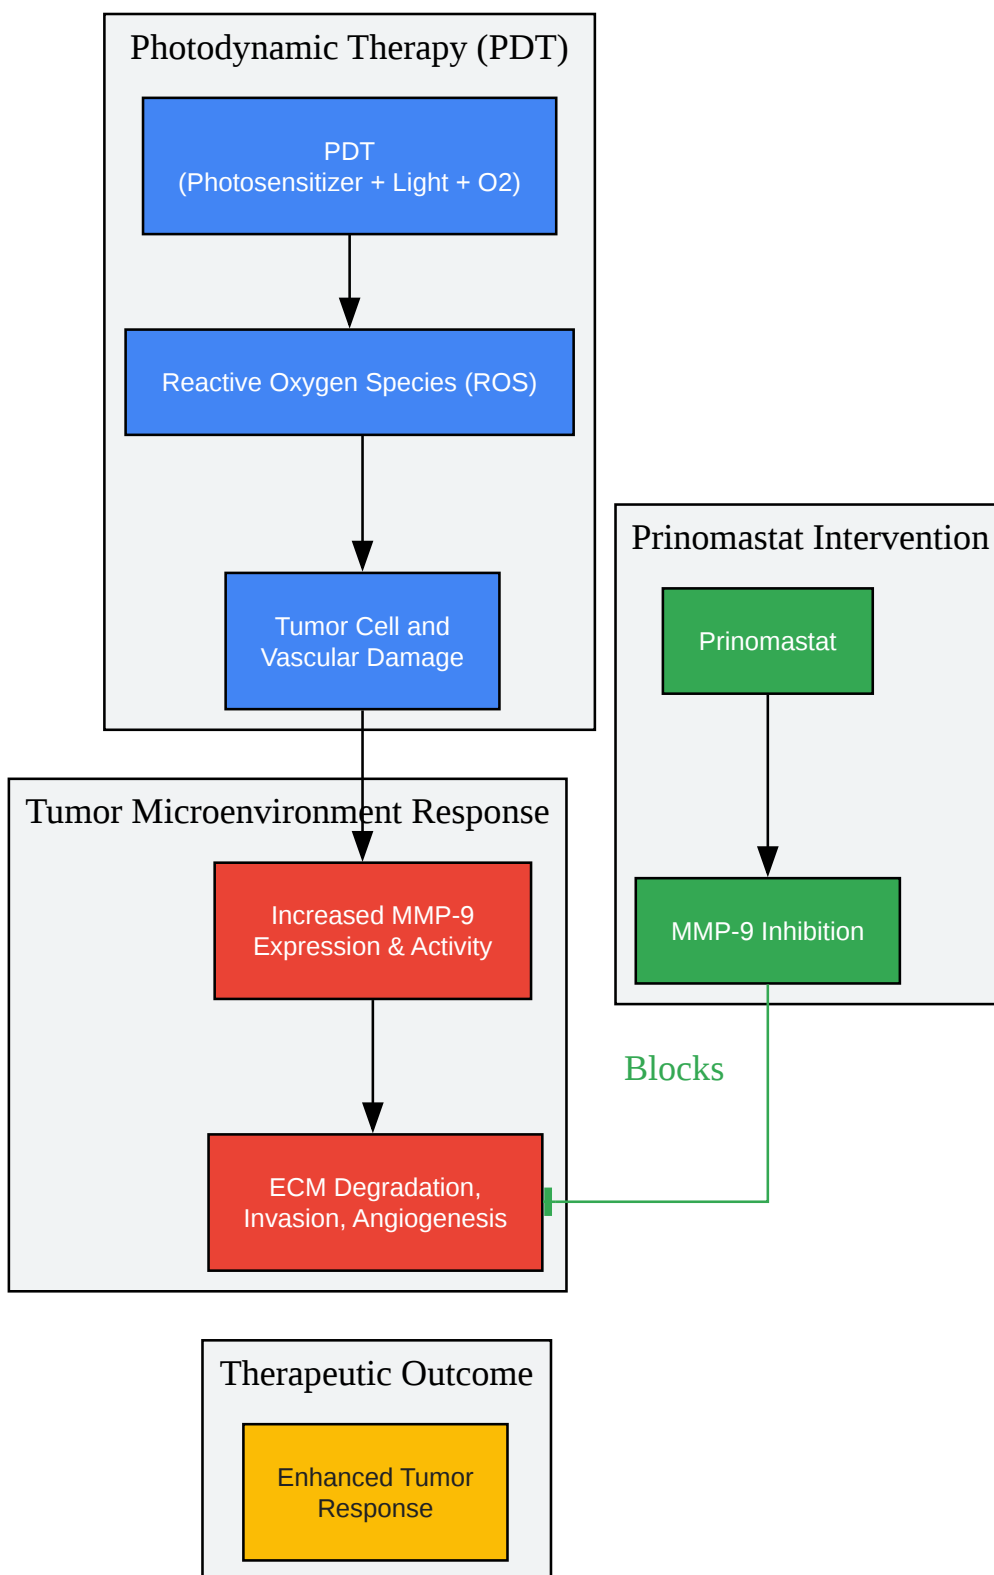 Photodynamic Therapy (PDT)
PDT
(Photosensitizer + Light + O2)
Reactive Oxygen Species (ROS)
Tumor Cell and
Vascular Damage
Prinomastat Intervention
Prinomastat
MMP-9 Inhibition
Tumor Microenvironment Response
Increased MMP-9
Expression & Activity
Blocks
ECM Degradation,
Invasion, Angiogenesis
Therapeutic Outcome
Enhanced Tumor
Response